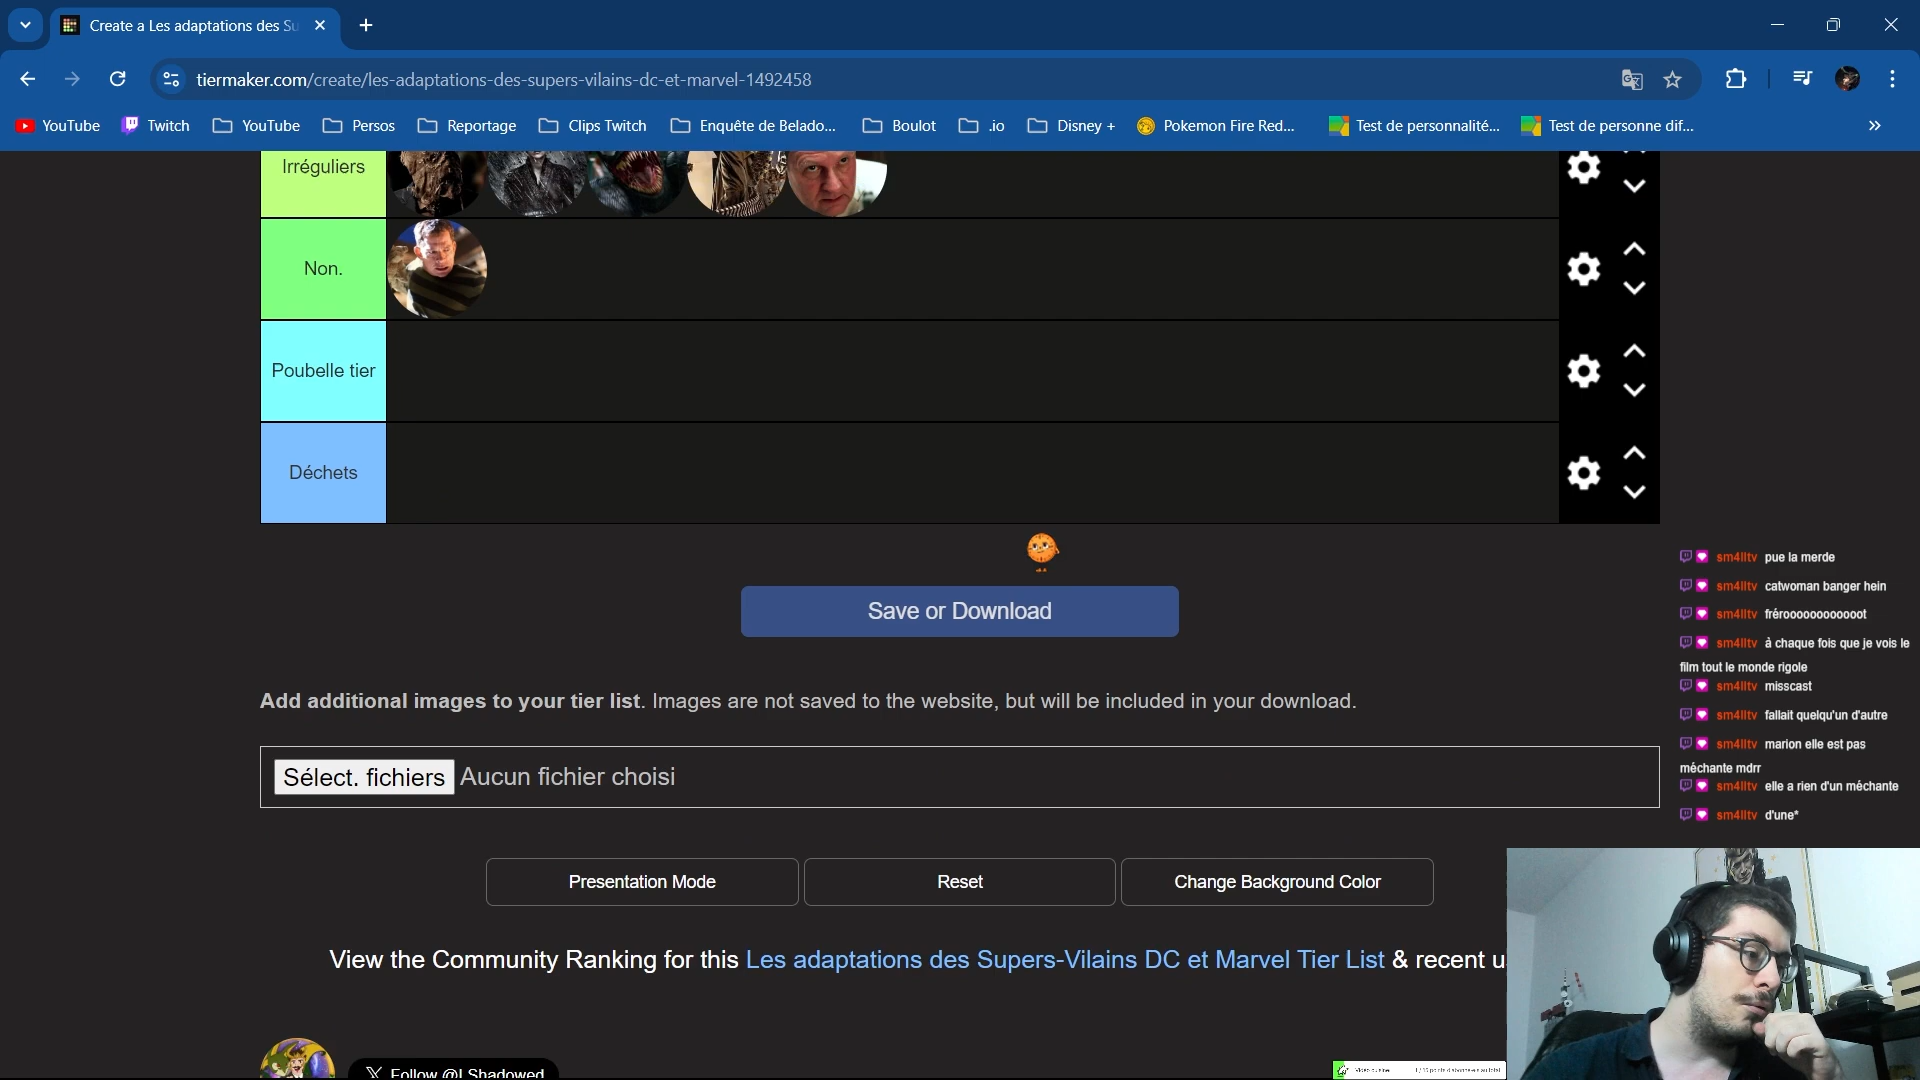 Create a Les adaptations des Su
tiermaker.com/create/les-adaptations-des-supers-vilains-dc-et-marvel-1492458
YouTube
Twitch
YouTube
Persos
Reportage
Clips Twitch
Enquête de Belado...
Boulot
.io
Disney +
Pokemon Fire Red...
Test de personnalité...
Test de personne dif...
Irréguliers
Non.
Poubelle tier
Déchets
Save or Download
Add additional images to your tier list. Images are not saved to the website, but will be included in your download.
Sélect. fichiers Aucun fichier choisi
Presentation Mode
Reset
Change Background Color
View the Community Ranking for this Les adaptations des Supers-Vilains DC et Marvel Tier List & recent u
Follow @LShadowed
sm4lltv pue la merde
sm4lltv catwoman banger hein
sm4lltv fréroooooooooooot
sm4lltv à chaque fois que je vois le
film tout le monde rigole
sm4lltv misscast
sm4lltv fallait quelqu'un d'autre
sm4lltv marion elle est pas
méchante mdrr
sm4lltv elle a rien d'un méchante
sm4lltv d'une*